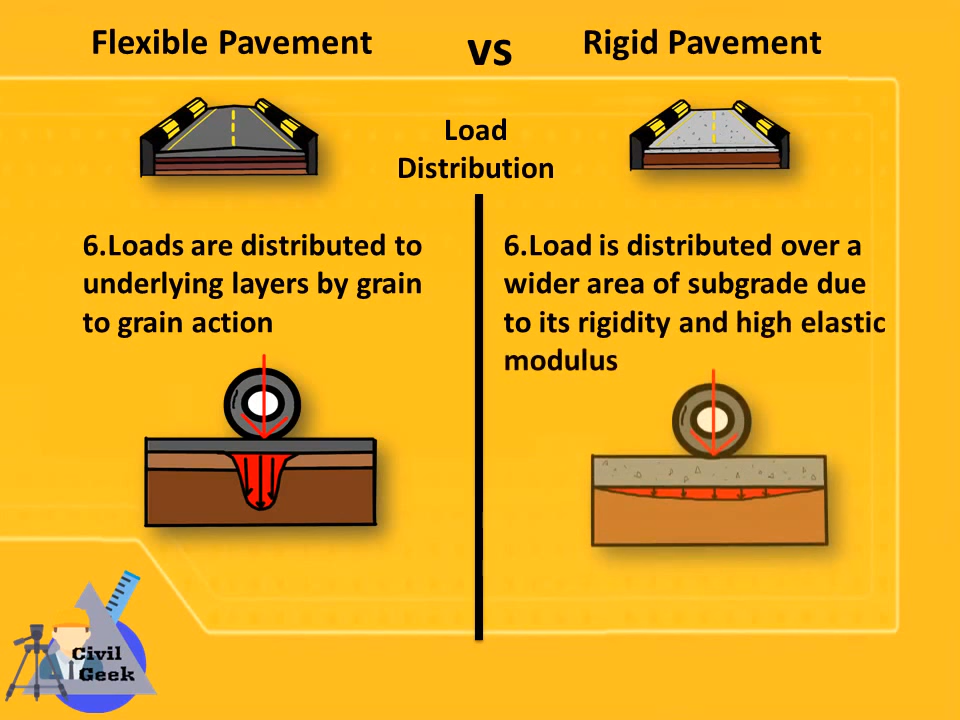 Flexible Pavement
vs
Rigid Pavement
Load
Distribution
6.Loads are distributed to
underlying layers by grain
to grain action
6.Load is distributed over a
wider area of subgrade due
to its rigidity and high elastic
modulus
Civil
Geek